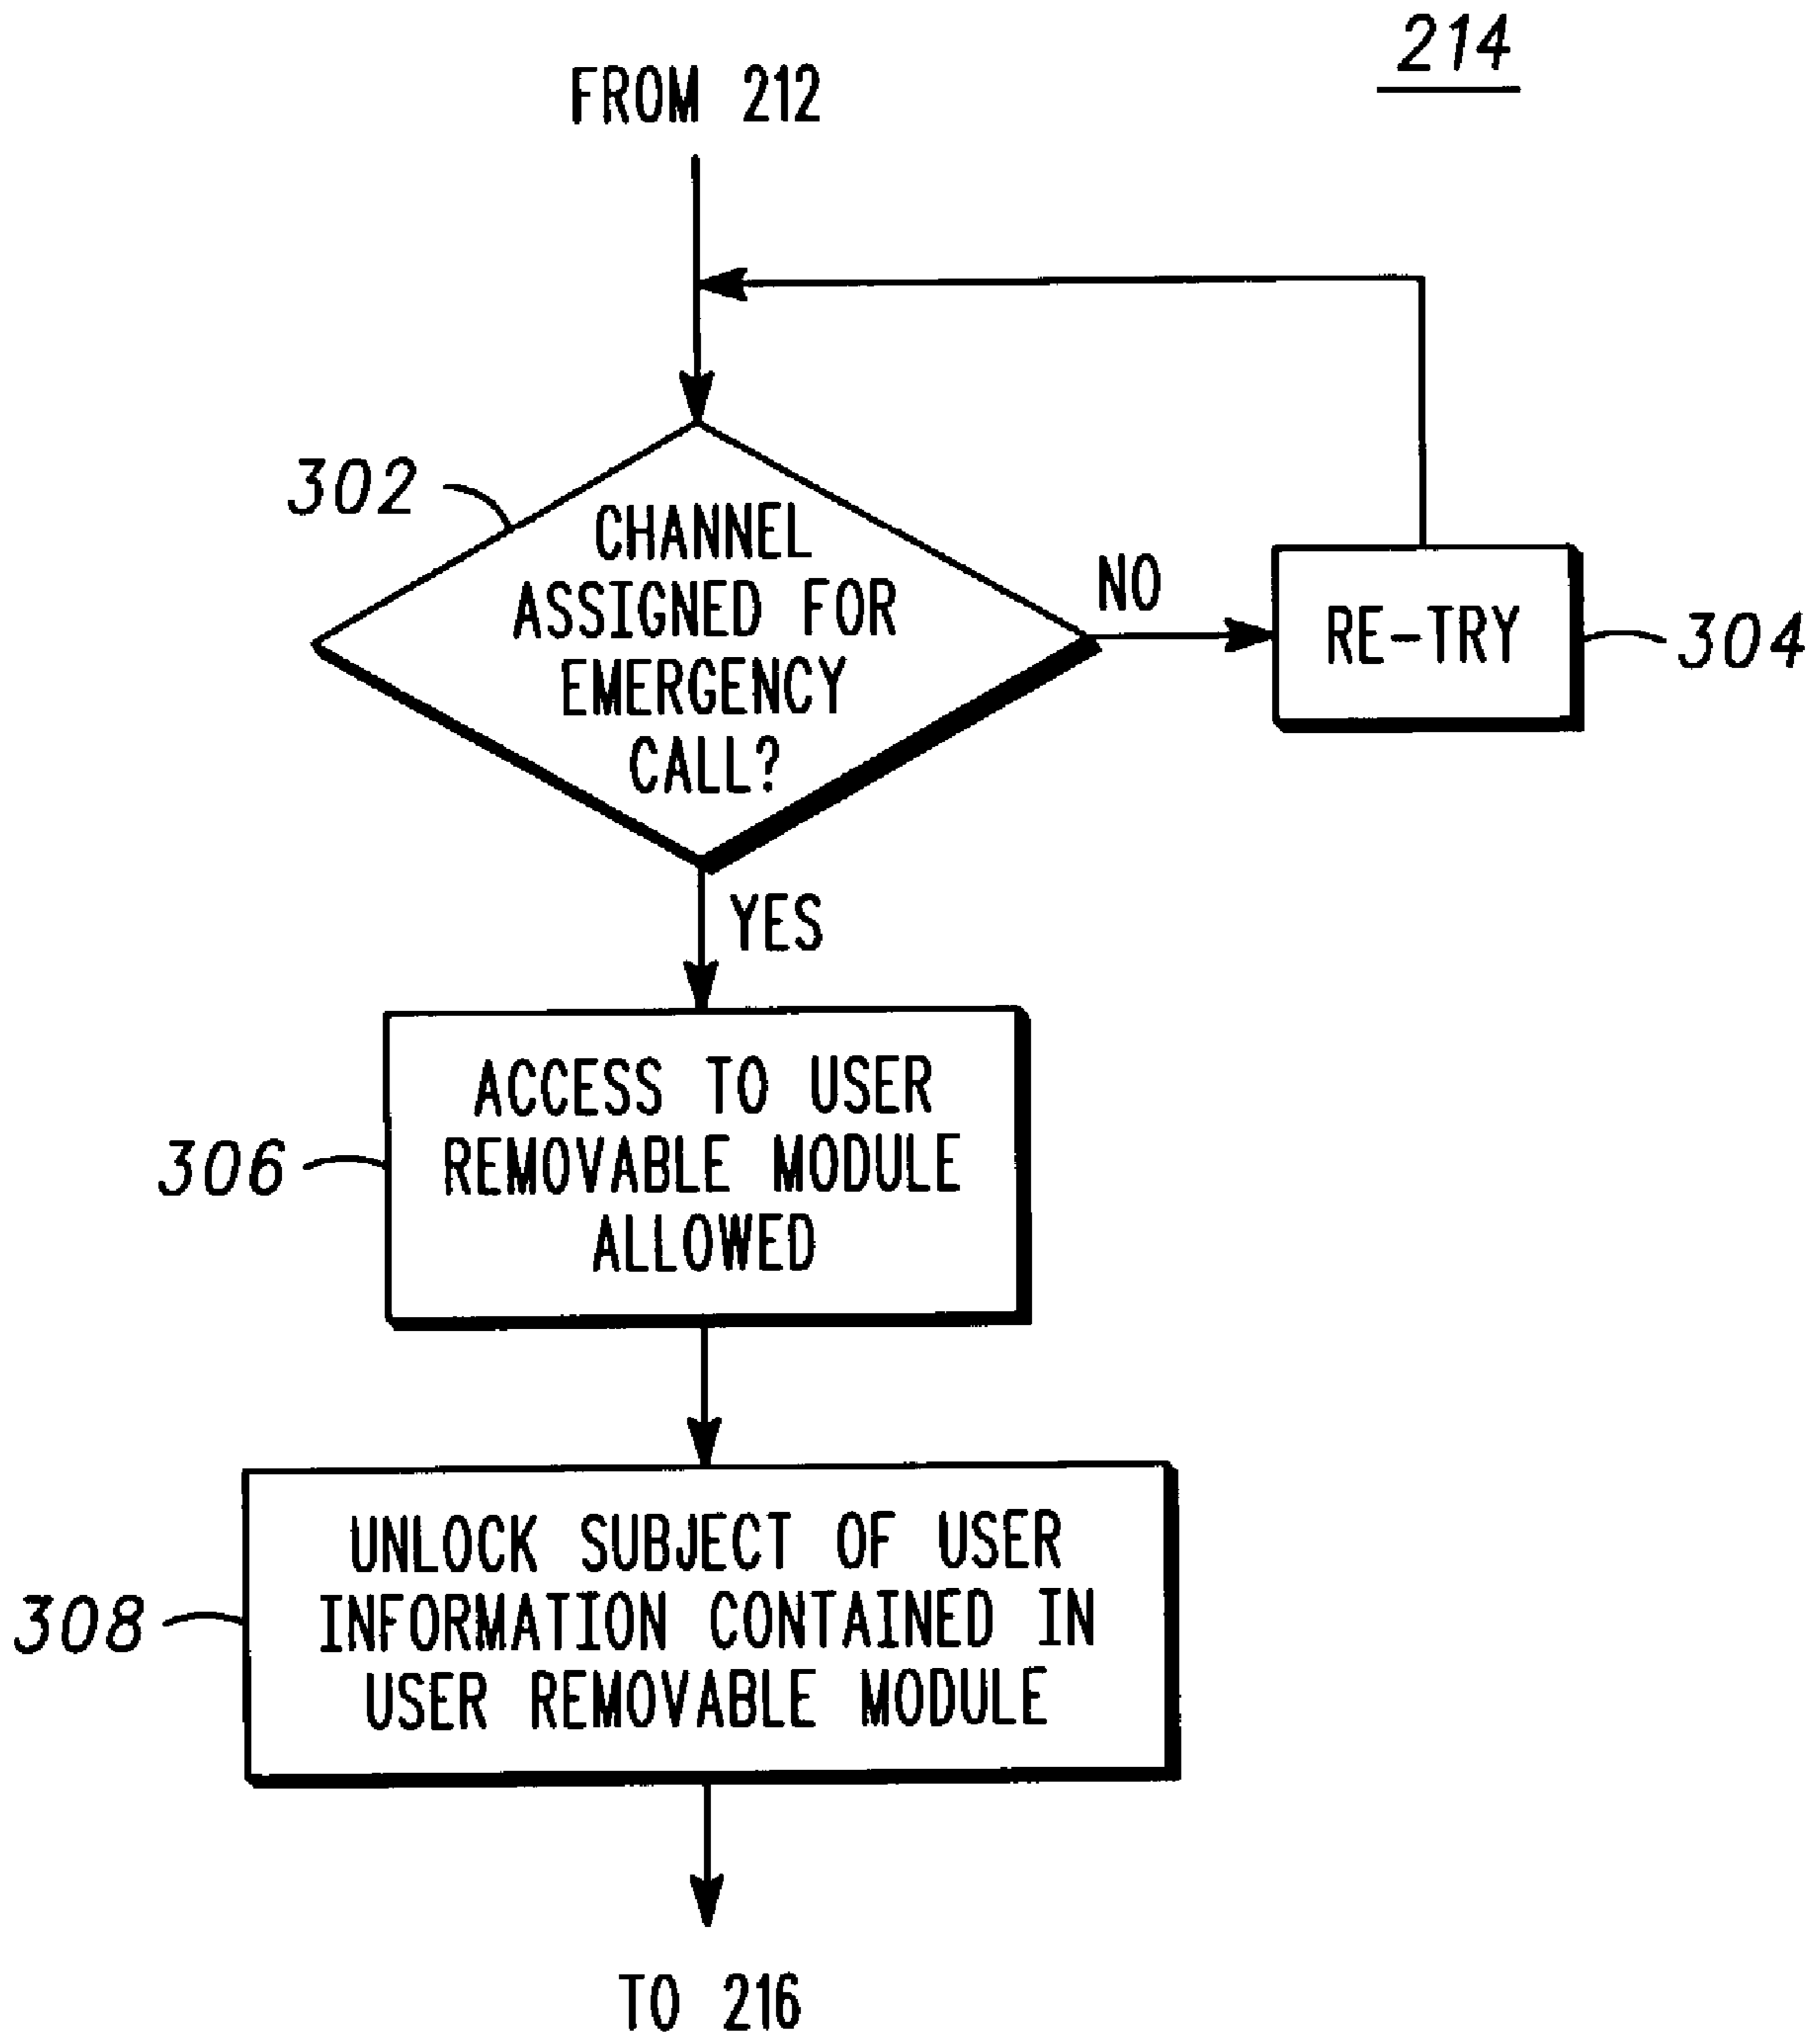 214
FROM 212
302
CHANNEL
ASSIGNED FOR
EMERGENCY
CALL?
NO
RE-TRY
304
YES
306
ACCESS TO USER
REMOVABLE MODULE
ALLOWED
308
UNLOCK SUBJECT OF USER
INFORMATION CONTAINED IN
USER REMOVABLE MODULE
TO 216